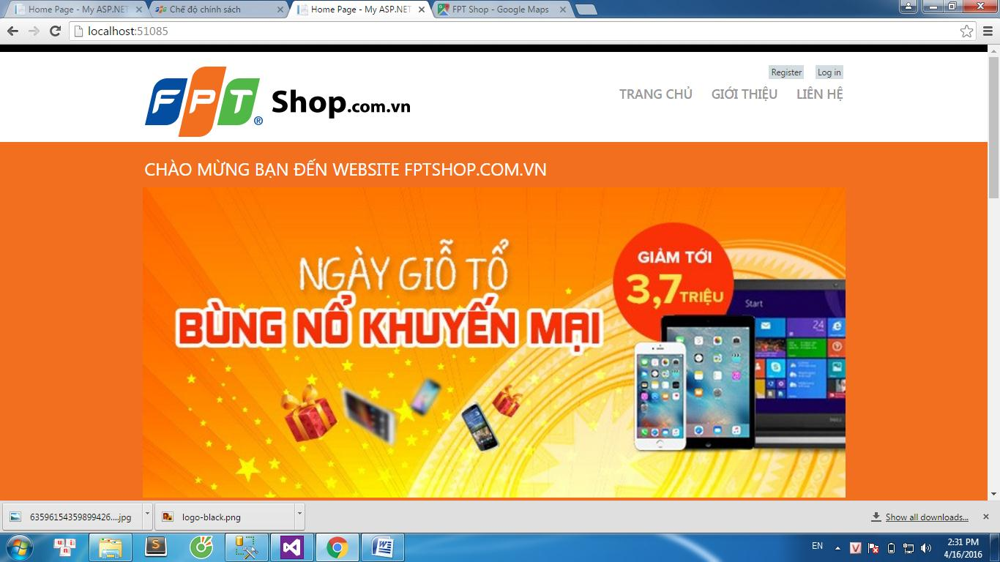 Home Page - My ASP.NET
Chế độ chính sách
Home Page - My ASP.NET
FPT Shop - Google Maps
localhost:51085
Register Log in
FPT® Shop.com.vn
TRANG CHỦ GIỚI THIỆU LIÊN HỆ
CHÀO MỪNG BẠN ĐẾN WEBSITE FPTSHOP.COM.VN
NGÀY GIỖ TỔ
BÙNG NỔ KHUYẾN MẠI
GIẢM TỚI
3,7 TRIỆU
Start
24
DELL
63596154359899426....jpg
logo-black.png
Show all downloads...
EN
2:31 PM
4/16/2016